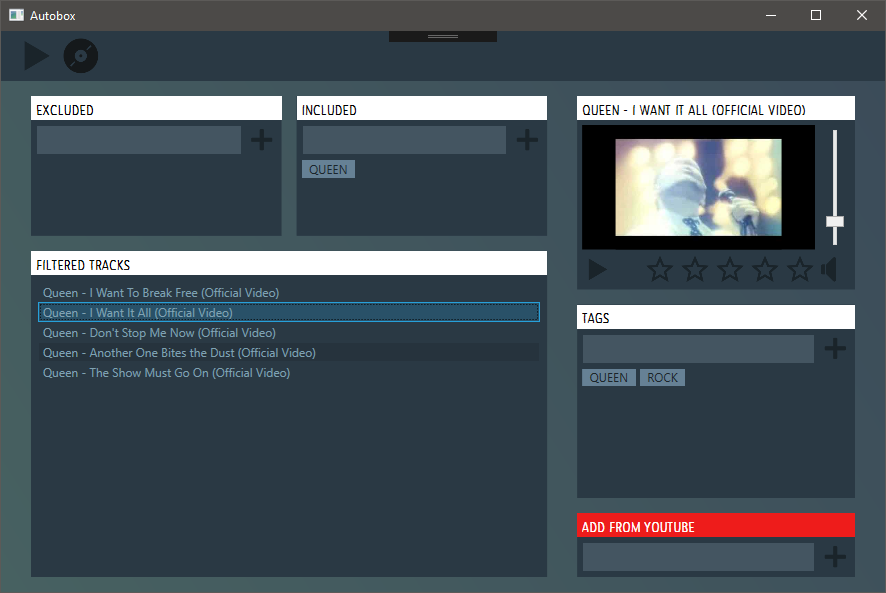 Autobox
EXCLUDED
INCLUDED
QUEEN
FILTERED TRACKS
Queen - I Want To Break Free (Official Video)
Queen - I Want It All (Official Video)
Queen - Don't Stop Me Now (Official Video)
Queen - Another One Bites the Dust (Official Video)
Queen - The Show Must Go On (Official Video)
QUEEN - I WANT IT ALL (OFFICIAL VIDEO)
TAGS
QUEEN ROCK
ADD FROM YOUTUBE